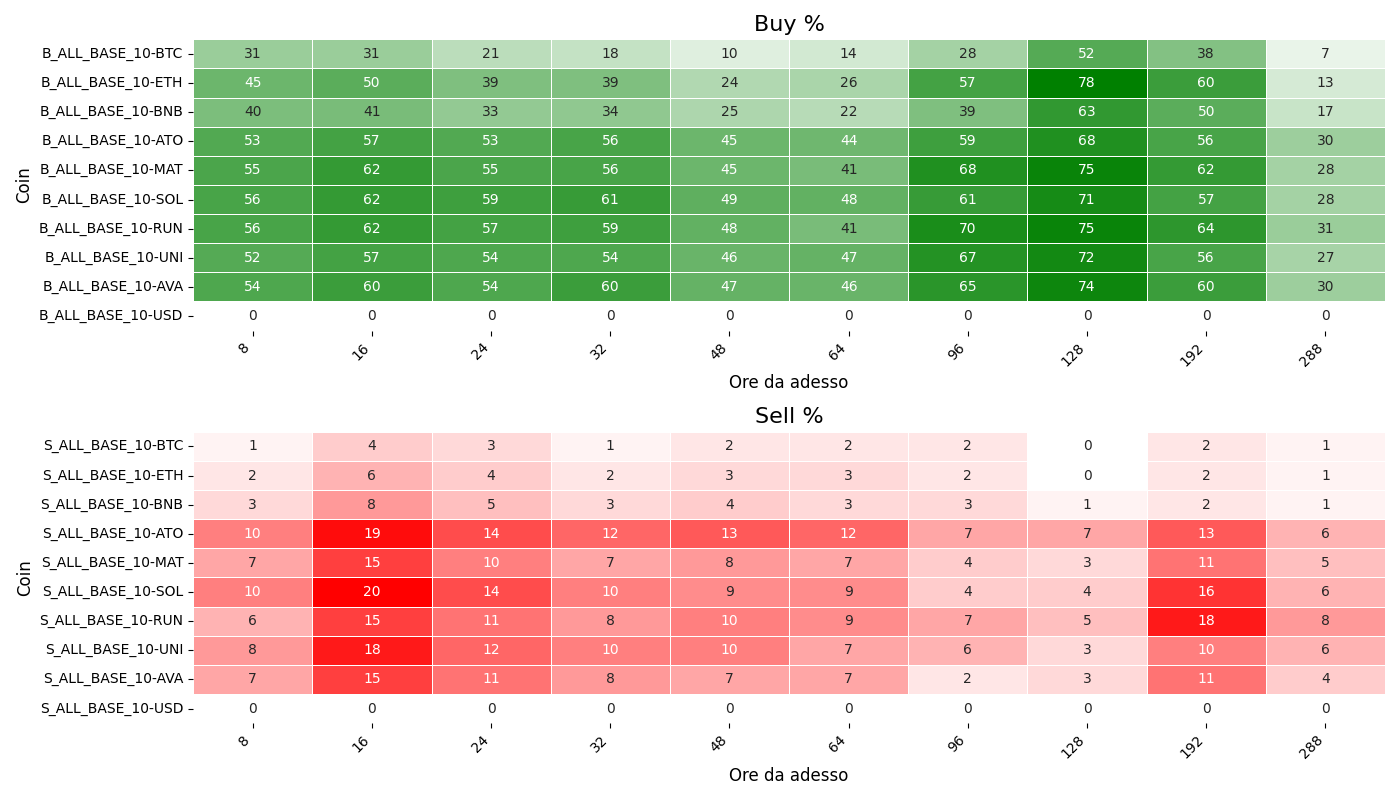 Buy %
Coin
B_ALL_BASE_10-BTC 31 31 21 18 10 14 28 52 38 7
B_ALL_BASE_10-ETH 45 50 39 39 24 26 57 78 60 13
B_ALL_BASE_10-BNB 40 41 33 34 25 22 39 63 50 17
B_ALL_BASE_10-ATO 53 57 53 56 45 44 59 68 56 30
B_ALL_BASE_10-MAT 55 62 55 56 45 41 68 75 62 28
B_ALL_BASE_10-SOL 56 62 59 61 49 48 61 71 57 28
B_ALL_BASE_10-RUN 56 62 57 59 48 41 70 75 64 31
B_ALL_BASE_10-UNI 52 57 54 54 46 47 67 72 56 27
B_ALL_BASE_10-AVA 54 60 54 60 47 46 65 74 60 30
B_ALL_BASE_10-USD 0 0 0 0 0 0 0 0 0 0
8 16 24 32 48 64 96 128 192 288
Ore da adesso
Sell %
Coin
S_ALL_BASE_10-BTC 1 4 3 1 2 2 2 0 2 1
S_ALL_BASE_10-ETH 2 6 4 2 3 3 2 0 2 1
S_ALL_BASE_10-BNB 3 8 5 3 4 3 3 1 2 1
S_ALL_BASE_10-ATO 10 19 14 12 13 12 7 7 13 6
S_ALL_BASE_10-MAT 7 15 10 7 8 7 4 3 11 5
S_ALL_BASE_10-SOL 10 20 14 10 9 9 4 4 16 6
S_ALL_BASE_10-RUN 6 15 11 8 10 9 7 5 18 8
S_ALL_BASE_10-UNI 8 18 12 10 10 7 6 3 10 6
S_ALL_BASE_10-AVA 7 15 11 8 7 7 2 3 11 4
S_ALL_BASE_10-USD 0 0 0 0 0 0 0 0 0 0
8 16 24 32 48 64 96 128 192 288
Ore da adesso